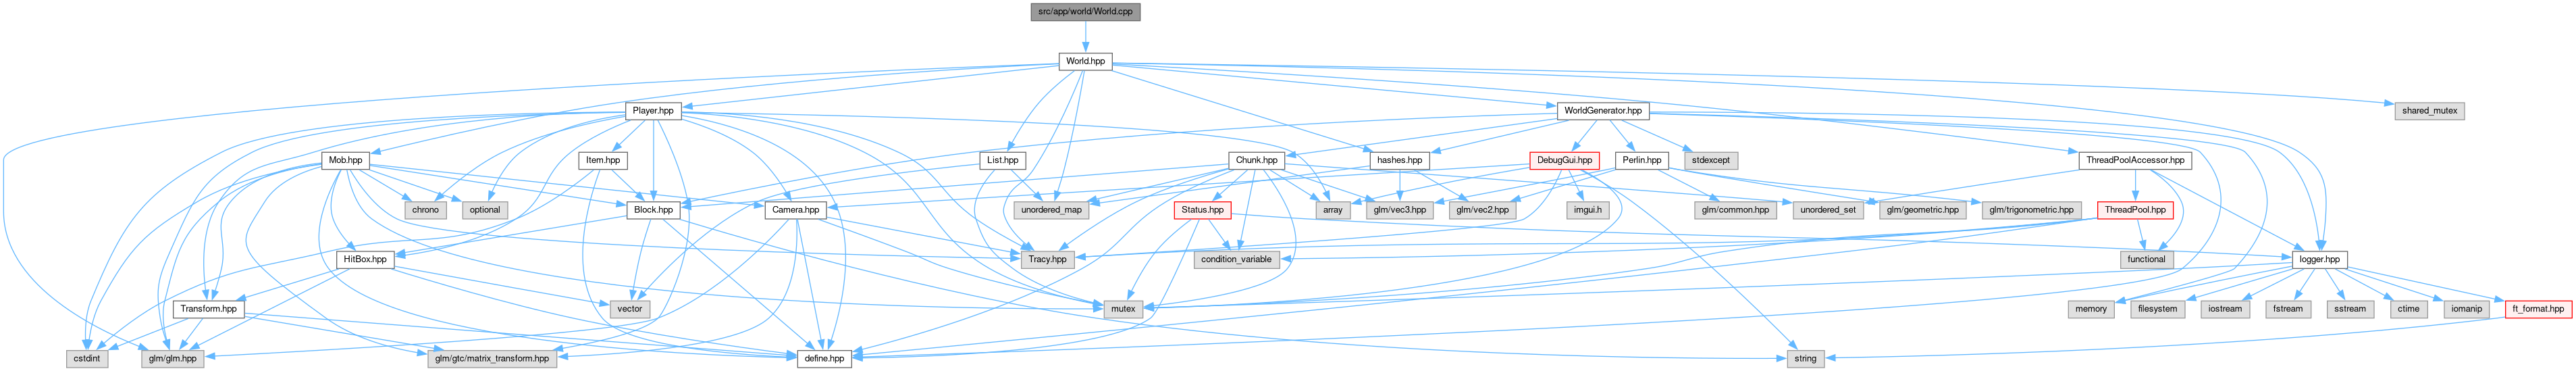 src/app/world/World.cpp
World.hpp
Player.hpp
WorldGenerator.hpp
shared_mutex
Mob.hpp
Item.hpp
List.hpp
Chunk.hpp
hashes.hpp
DebugGui.hpp
Perlin.hpp
stdexcept
ThreadPoolAccessor.hpp
chrono
optional
Block.hpp
Camera.hpp
unordered_map
Status.hpp
array
glm/vec3.hpp
glm/vec2.hpp
imgui.h
glm/common.hpp
unordered_set
glm/geometric.hpp
glm/trigonometric.hpp
ThreadPool.hpp
HitBox.hpp
Tracy.hpp
condition_variable
functional
logger.hpp
Transform.hpp
vector
mutex
memory
filesystem
iostream
fstream
sstream
ctime
iomanip
ft_format.hpp
cstdint
glm/glm.hpp
glm/gtc/matrix_transform.hpp
define.hpp
string